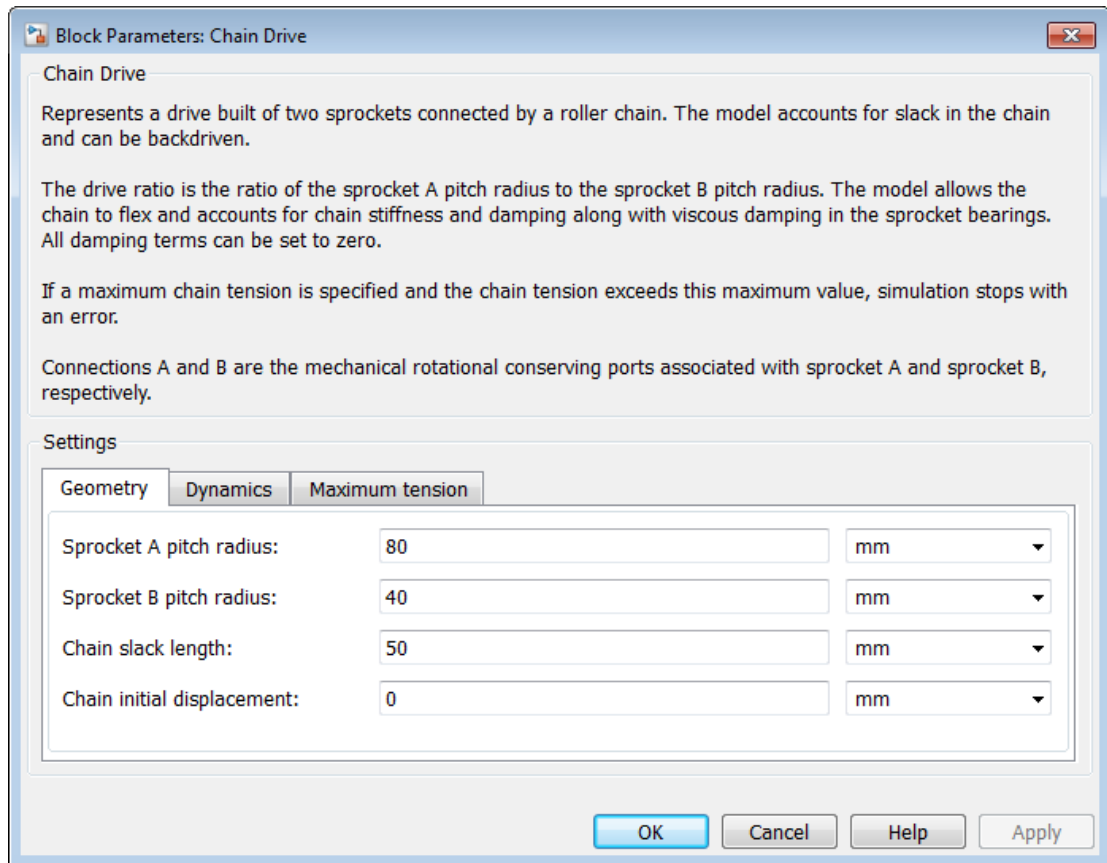 Block Parameters: Chain Drive
Chain Drive
Represents a drive built of two sprockets connected by a roller chain. The model accounts for slack in the chain
and can be backdriven.
The drive ratio is the ratio of the sprocket A pitch radius to the sprocket B pitch radius. The model allows the
chain to flex and accounts for chain stiffness and damping along with viscous damping in the sprocket bearings.
All damping terms can be set to zero.
If a maximum chain tension is specified and the chain tension exceeds this maximum value, simulation stops with
an error.
Connections A and B are the mechanical rotational conserving ports associated with sprocket A and sprocket B,
respectively.
Settings
Geometry Dynamics Maximum tension
Sprocket A pitch radius: 80 mm
Sprocket B pitch radius: 40 mm
Chain slack length: 50 mm
Chain initial displacement: 0 mm
OK Cancel Help Apply